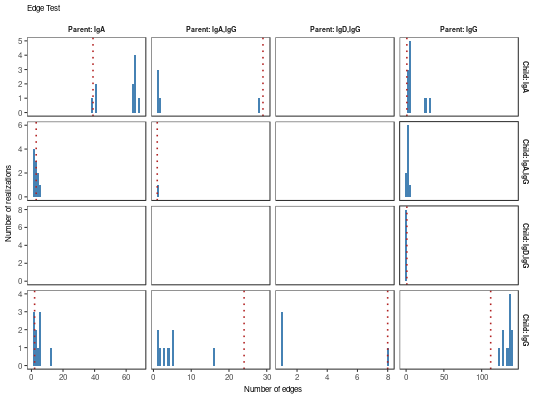 Edge Test
Parent: IgA
Parent: IgA,IgG
Parent: IgD,IgG
Parent: IgG
Number of realizations
5
4
3
2
1
0
Child: IgA
6
4
2
0
Child: IgA,IgG
8
6
4
2
0
Child: IgD,IgG
4
3
2
1
0
Child: IgG
0 20 40 60
0 10 20 30
0 2 4 6 8
0 50 100
Number of edges